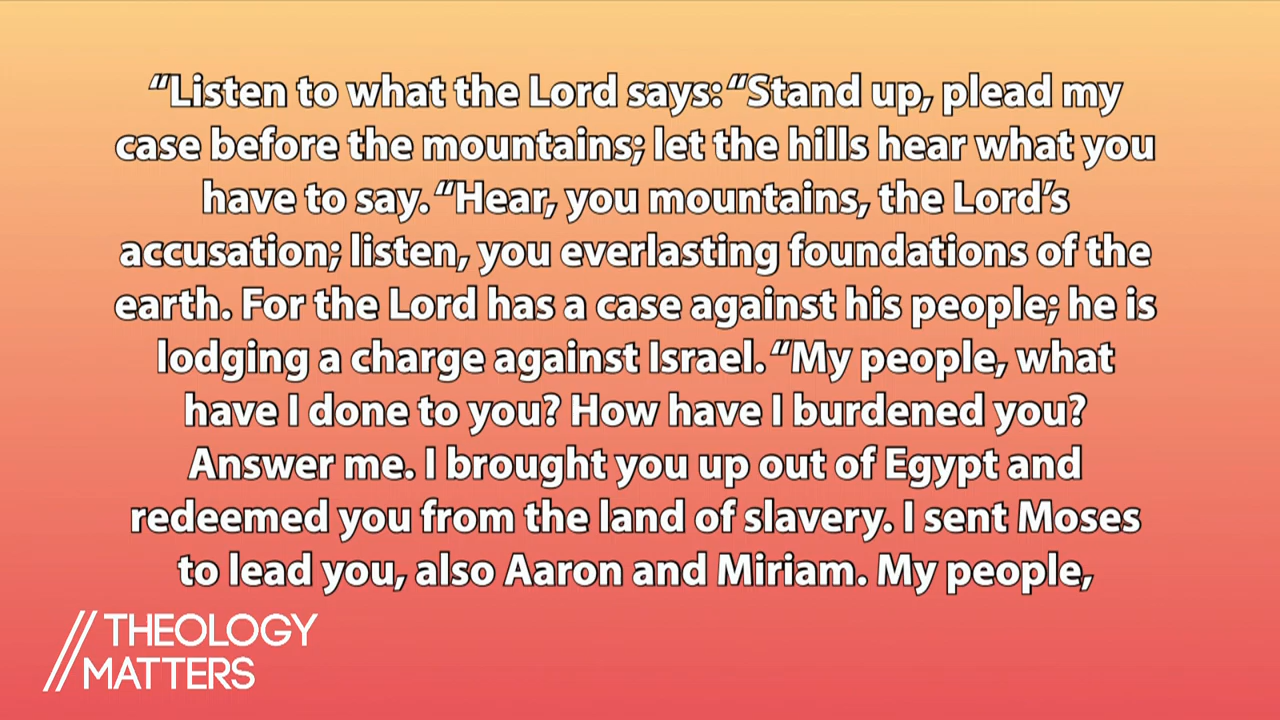 “Listen to what the Lord says: “Stand up, plead my
case before the mountains; let the hills hear what you
have to say. “Hear, you mountains, the Lord’s
accusation; listen, you everlasting foundations of the
earth. For the Lord has a case against his people; he is
lodging a charge against Israel. “My people, what
have I done to you? How have I burdened you?
Answer me. I brought you up out of Egypt and
redeemed you from the land of slavery. I sent Moses
to lead you, also Aaron and Miriam. My people,
//THEOLOGY
MATTERS